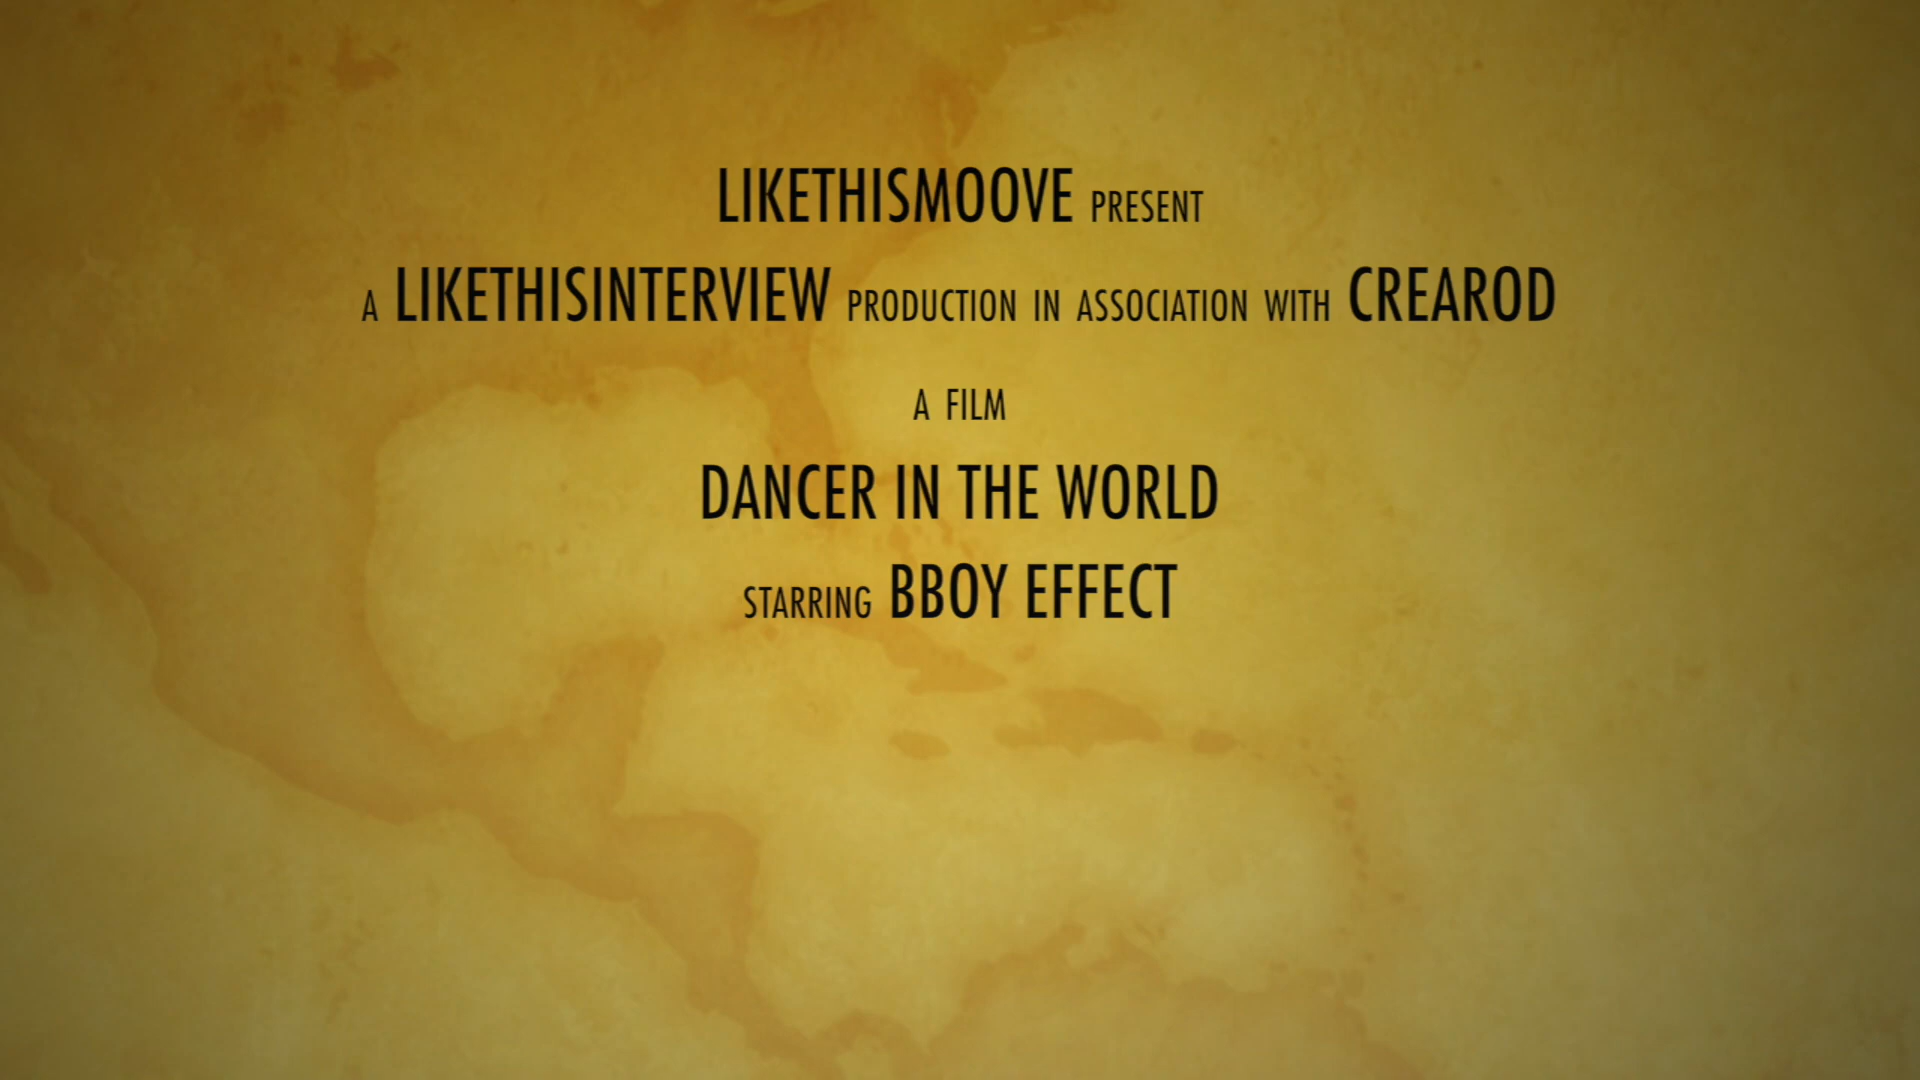 LIKETHISMOOVE PRESENT
A LIKETHISINTERVIEW PRODUCTION IN ASSOCIATION WITH CREAROD
A FILM
DANCER IN THE WORLD
STARRING BBOY EFFECT